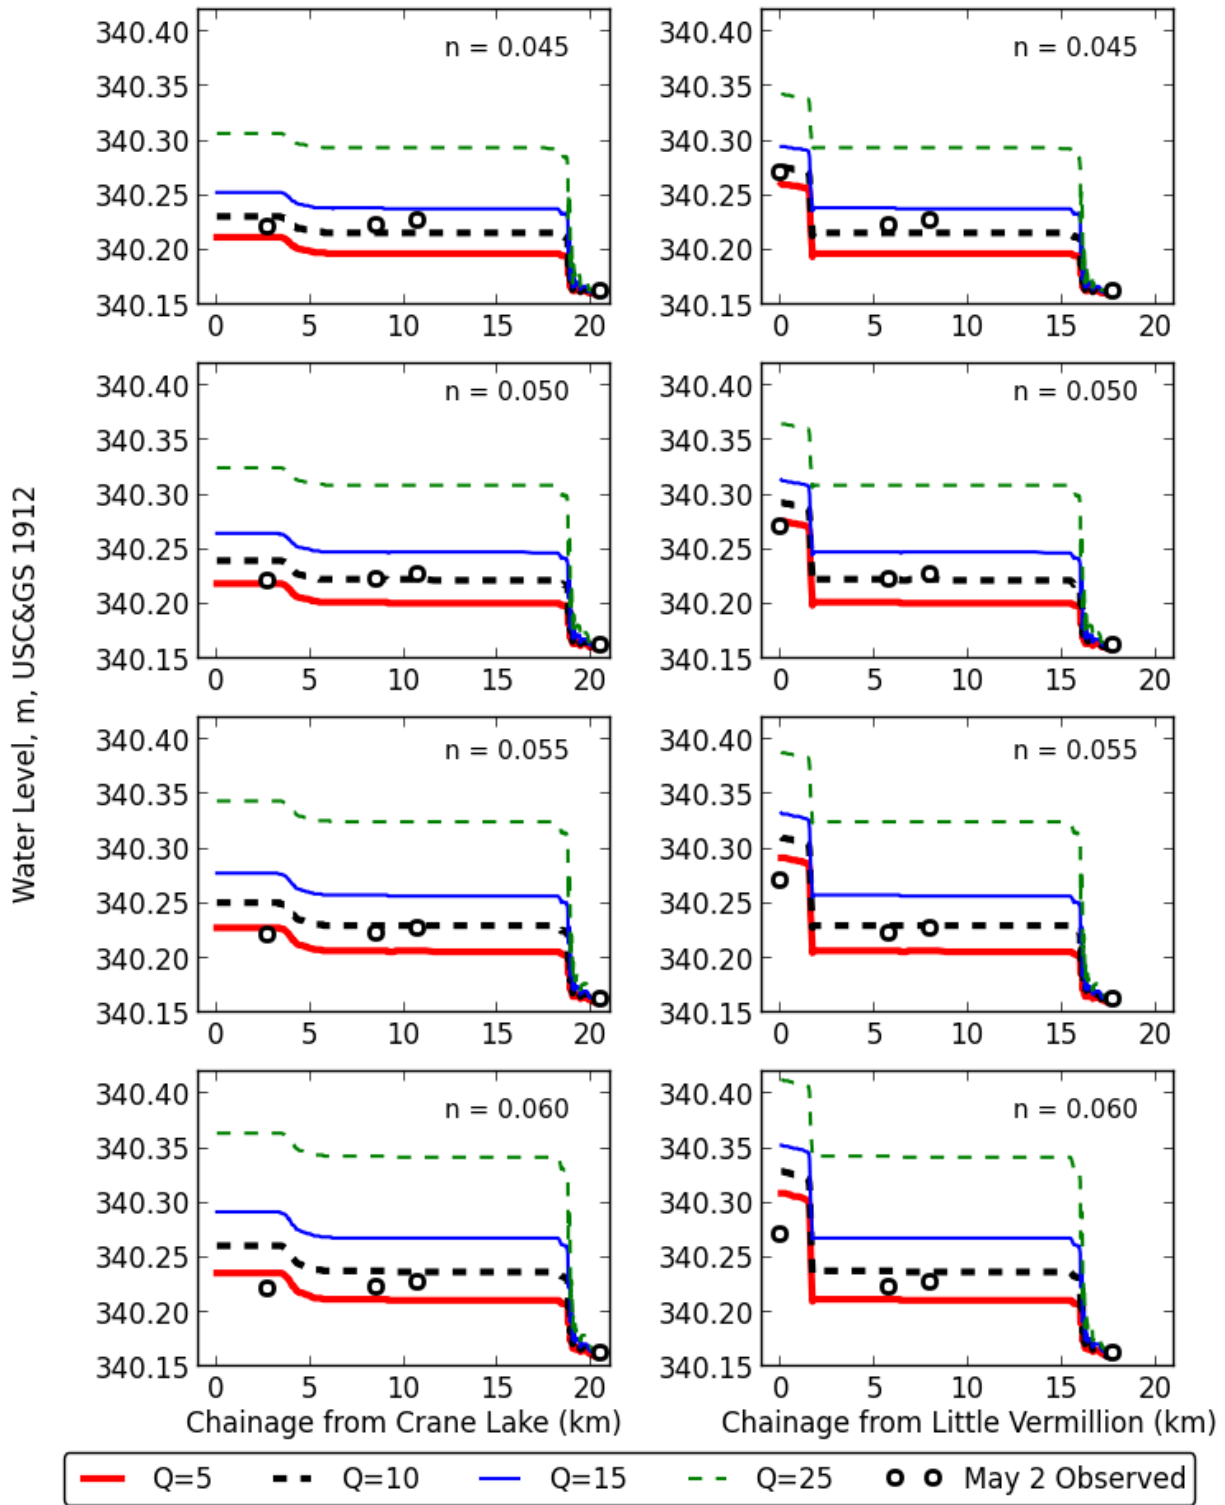 Water Level, m, USC&GS 1912
340.40
340.35
340.30
340.25
340.20
340.15
n = 0.045
0 5 10 15 20
340.40
340.35
340.30
340.25
340.20
340.15
n = 0.045
0 5 10 15 20
340.40
340.35
340.30
340.25
340.20
340.15
n = 0.050
0 5 10 15 20
340.40
340.35
340.30
340.25
340.20
340.15
n = 0.050
0 5 10 15 20
340.40
340.35
340.30
340.25
340.20
340.15
n = 0.055
0 5 10 15 20
340.40
340.35
340.30
340.25
340.20
340.15
n = 0.055
0 5 10 15 20
340.40
340.35
340.30
340.25
340.20
340.15
n = 0.060
0 5 10 15 20
Chainage from Crane Lake (km)
340.40
340.35
340.30
340.25
340.20
340.15
n = 0.060
0 5 10 15 20
Chainage from Little Vermillion (km)
Q=5 Q=10 Q=15 Q=25 May 2 Observed